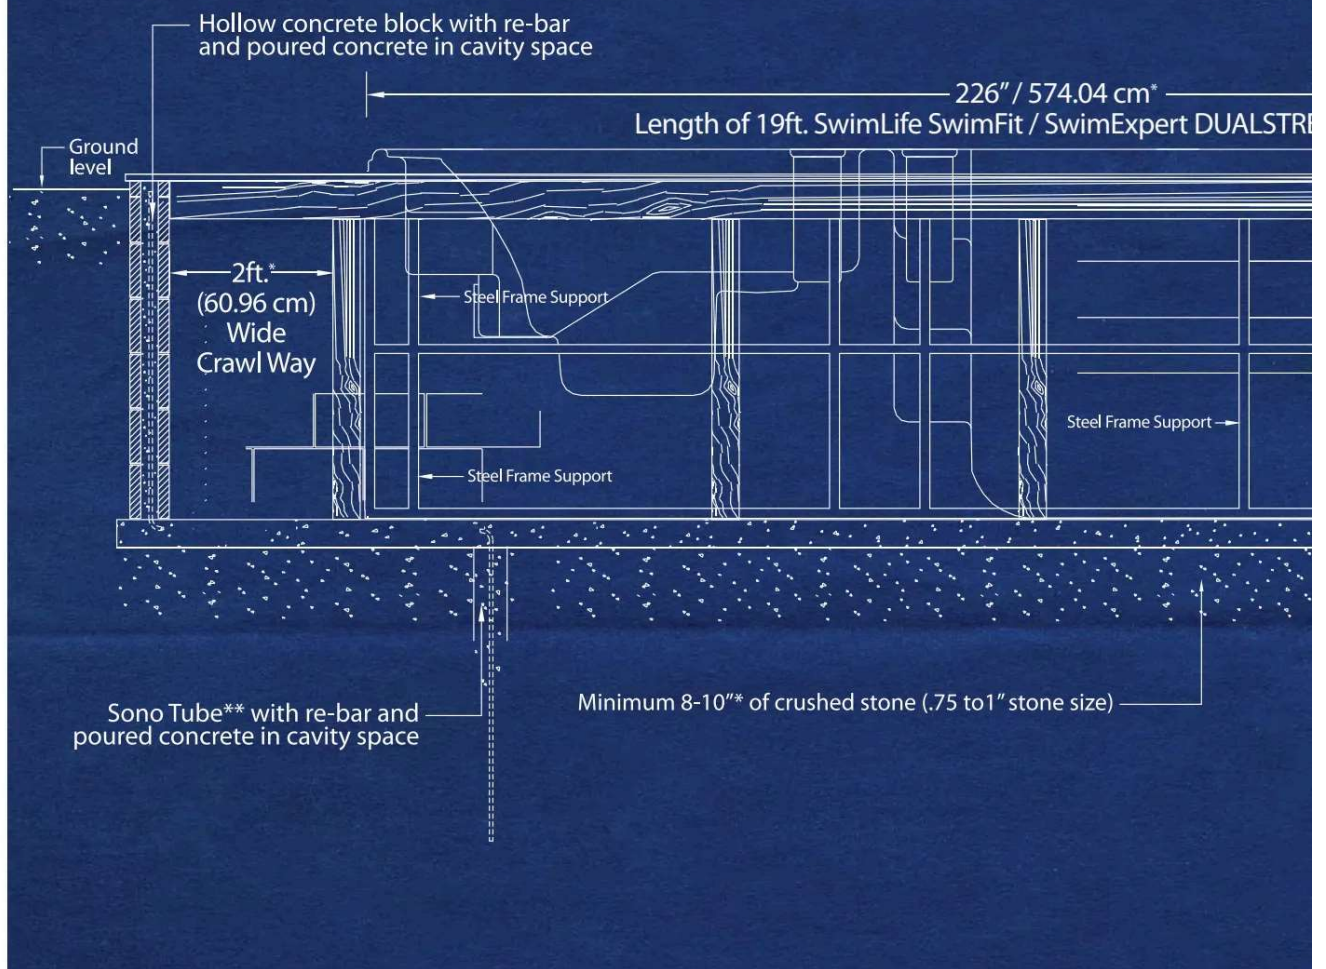 Hollow concrete block with re-bar
and poured concrete in cavity space
226"/ 574.04 cm*
Length of 19ft. SwimLife SwimFit / SwimExpert DUALSTRE
Ground
level
2ft.*
(60.96 cm)
Wide
Crawl Way
Steel Frame Support
Steel Frame Support
Steel Frame Support
Minimum 8-10"* of crushed stone (.75 to1" stone size)
Sono Tube** with re-bar and
poured concrete in cavity space